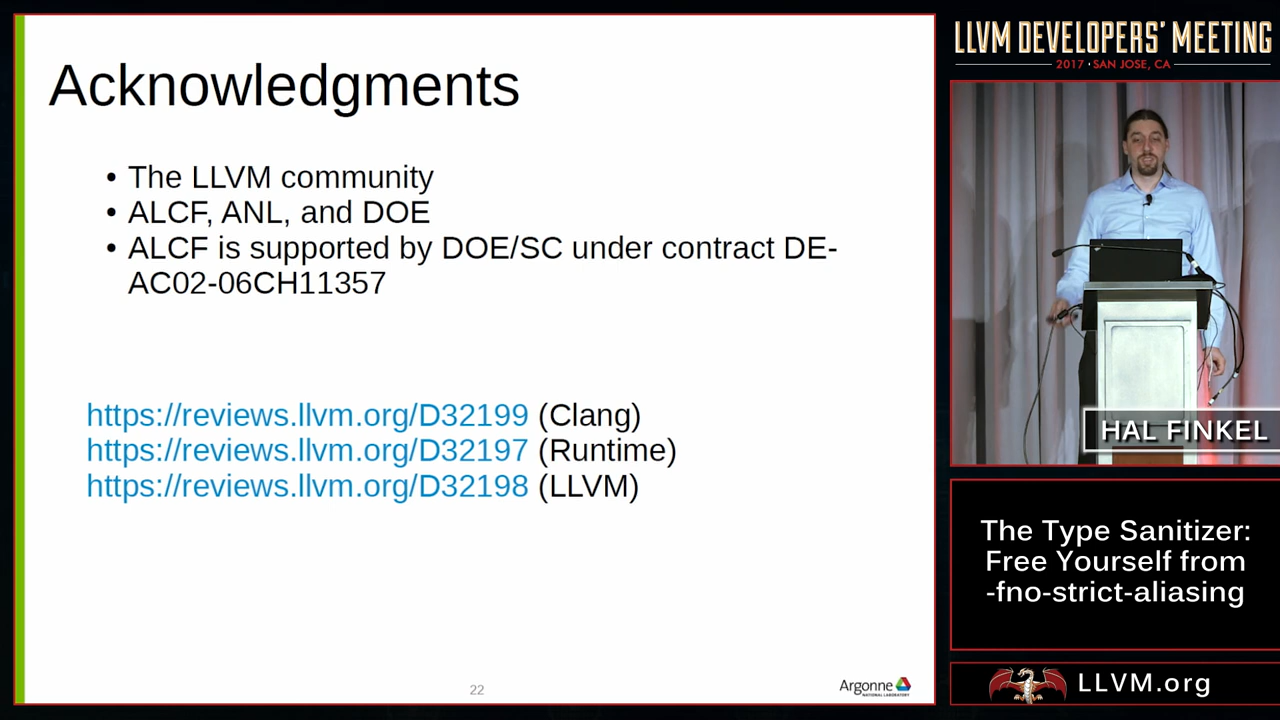 Acknowledgments
• The LLVM community
• ALCF, ANL, and DOE
• ALCF is supported by DOE/SC under contract DE-
AC02-06CH11357
https://reviews.llvm.org/D32199 (Clang)
https://reviews.llvm.org/D32197 (Runtime)
https://reviews.llvm.org/D32198 (LLVM)
22
Argonne
NATIONAL LABORATORY
LLVM DEVELOPERS' MEETING
2017 • SAN JOSE, CA
HAL FINKEL
The Type Sanitizer:
Free Yourself from
-fno-strict-aliasing
LLVM.org